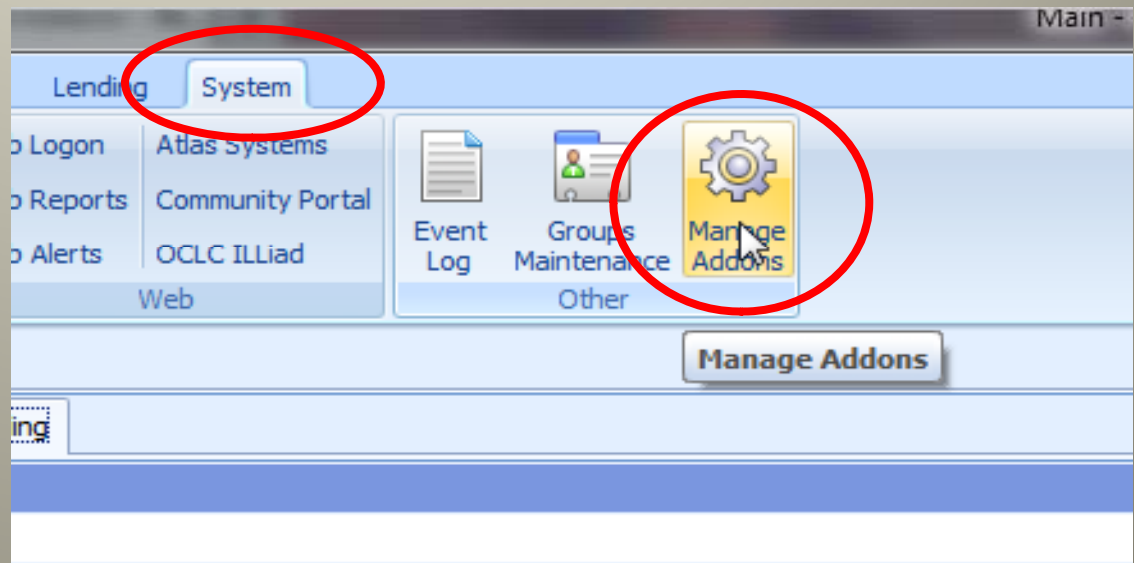 Main -
Lending System
b Logon Atlas Systems
b Reports Community Portal
b Alerts OCLC ILLiad
Web
Event
Log
Groups
Maintenance
Manage
Addons
Other
Manage Addons
ing